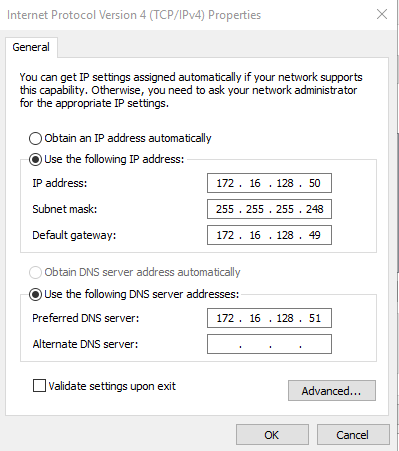 Internet Protocol Version 4 (TCP/IPv4) Properties
General
You can get IP settings assigned automatically if your network supports
this capability. Otherwise, you need to ask your network administrator
for the appropriate IP settings.
Obtain an IP address automatically
Use the following IP address:
IP address: 172 . 16 . 128 . 50
Subnet mask: 255 . 255 . 255 . 248
Default gateway: 172 . 16 . 128 . 49
Obtain DNS server address automatically
Use the following DNS server addresses:
Preferred DNS server: 172 . 16 . 128 . 51
Alternate DNS server: . . .
Validate settings upon exit
Advanced...
OK Cancel